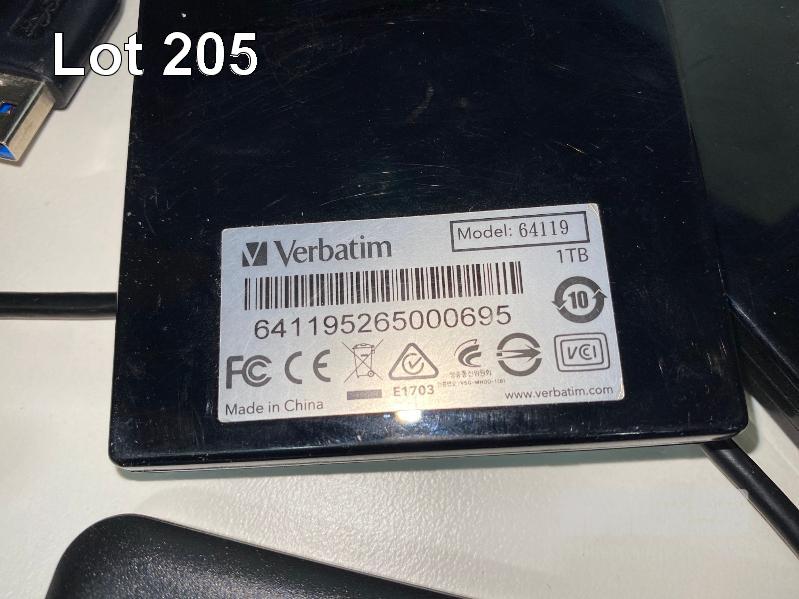 Lot 205
Verbatim
Model: 64119
1TB
641195265000695
10
FC CE
VCI
E1703
Made in China
www.verbatim.com